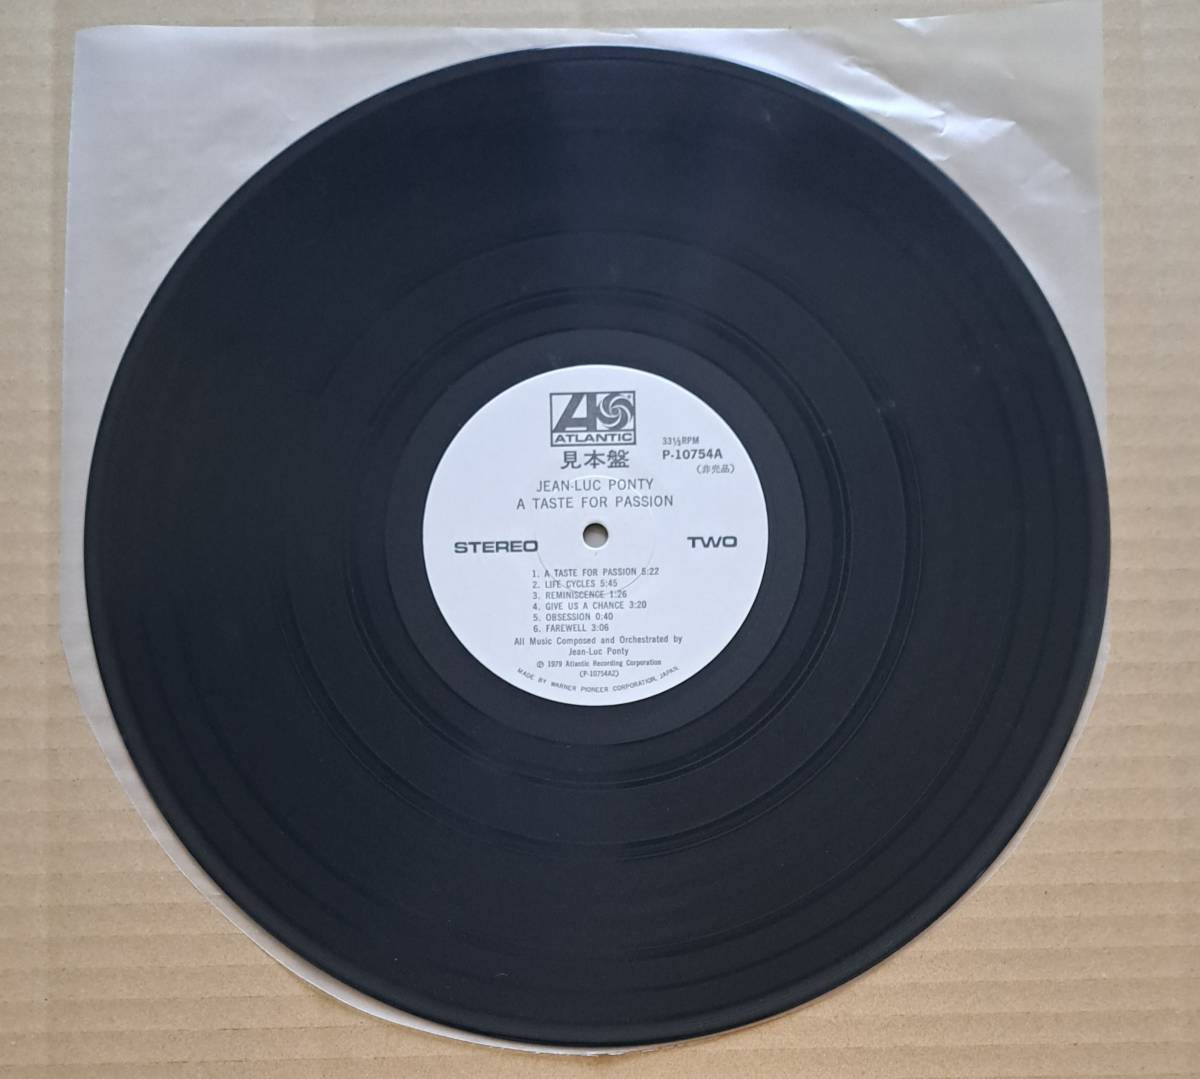 ATLANTIC
見本盤
33⅓RPM
P-10754A
(非売品)
JEAN-LUC PONTY
A TASTE FOR PASSION
STEREO
TWO
1. A TASTE FOR PASSION 5:22
2. LIFE CYCLES 5:45
3. REMINISCENCE 1:26
4. GIVE US A CHANCE 3:20
5. OBSESSION 0:40
6. FAREWELL 3:06
All Music Composed and Orchestrated by
Jean-Luc Ponty
℗ 1979 Atlantic Recording Corporation
(P-10754A2)
MADE BY WARNER PIONEER CORPORATION, JAPAN